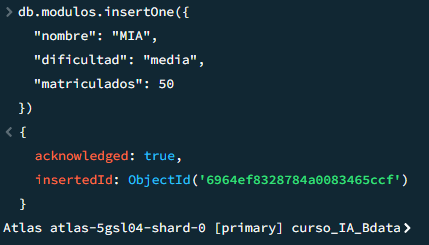 > db.modulos.insertOne({
"nombre": "MIA",
"dificultad": "media",
"matriculados": 50
})
< {
acknowledged: true,
insertedId: ObjectId('6964ef8328784a0083465ccf')
}
Atlas atlas-5gsl04-shard-0 [primary] curso_IA_Bdata>